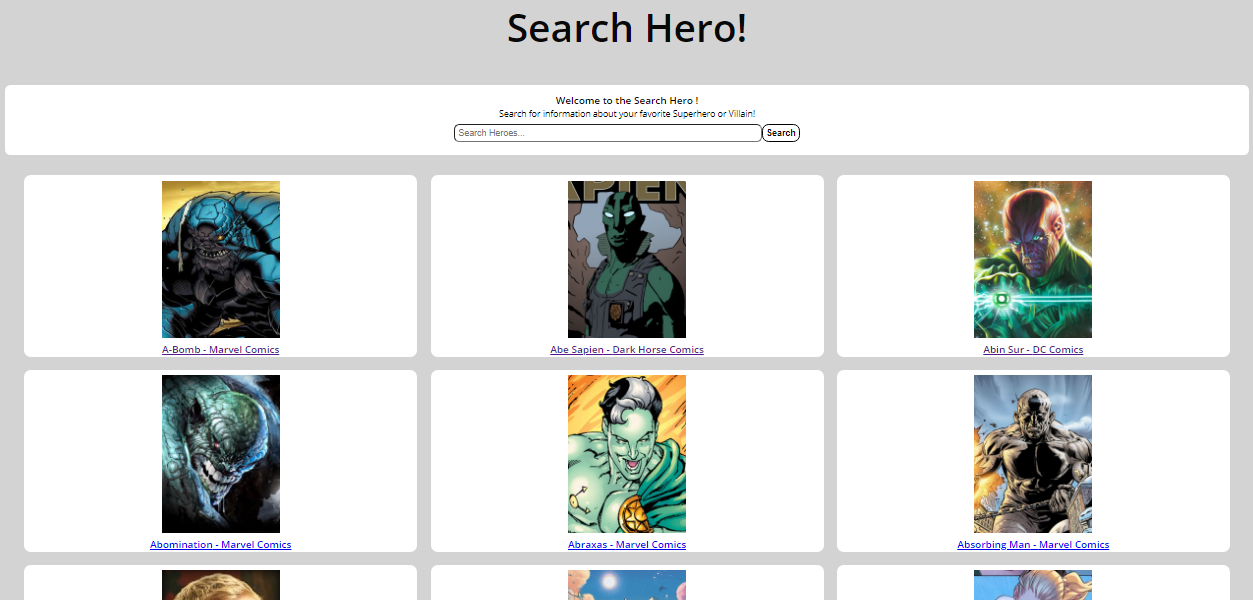 Search Hero!
Welcome to the Search Hero !
Search for information about your favorite Superhero or Villain!
Search Heroes...
Search
SAPIEN
A-Bomb - Marvel Comics
Abe Sapien - Dark Horse Comics
Abin Sur - DC Comics
Abomination - Marvel Comics
Abraxas - Marvel Comics
Absorbing Man - Marvel Comics